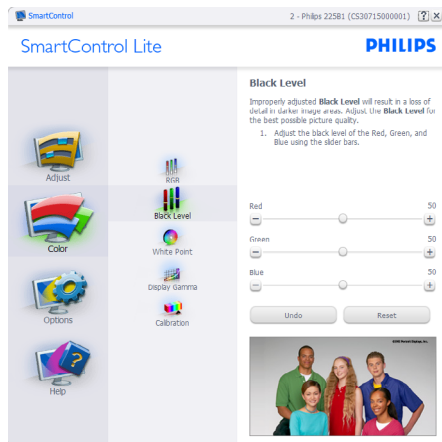 SmartControl
2 - Philips 225B1 (CS30715000001)
SmartControl Lite
PHILIPS
Adjust
Color
Options
Help
RGB
Black Level
White Point
Display Gamma
Calibration
Black Level
Improperly adjusted Black Level will result in a loss of
detail in darker image areas. Adjust the Black Level for
the best possible picture quality.
1. Adjust the black level of the Red, Green, and
Blue using the slider bars.
Red 50
Green 50
Blue 50
Undo Reset